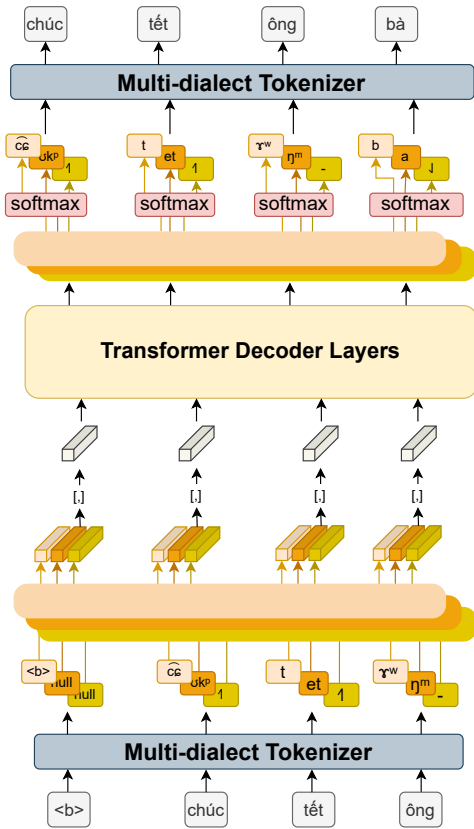 chúc tết ông bà
Multi-dialect Tokenizer
c͡ɕ ʊkᵖ ˦˥ t et ˦˥ ɤʷ ŋᵐ - b a ˨˩
softmax softmax softmax softmax
Transformer Decoder Layers
[,] [,] [,] [,]
<b> null null c͡ɕ ʊkᵖ ˦˥ t et ˦˥ ɤʷ ŋᵐ -
Multi-dialect Tokenizer
<b> chúc tết ông